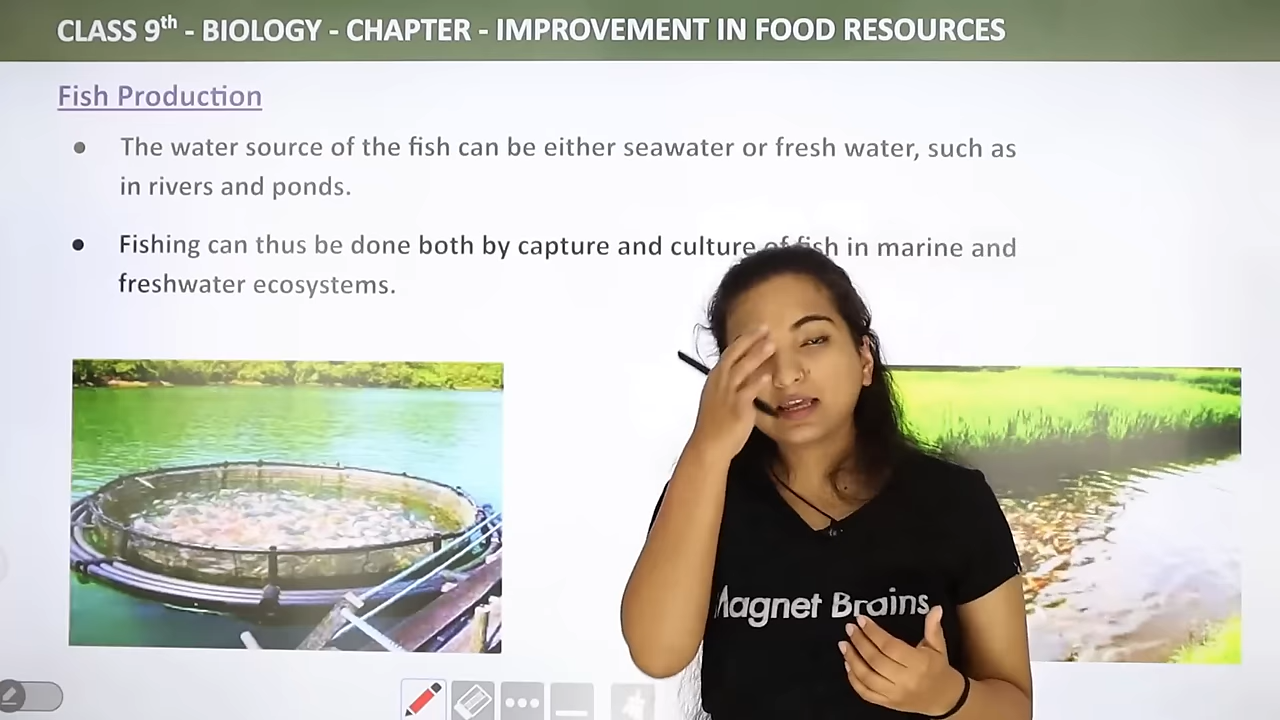 CLASS 9th - BIOLOGY - CHAPTER - IMPROVEMENT IN FOOD RESOURCES
Fish Production
• The water source of the fish can be either seawater or fresh water, such as
in rivers and ponds.
• Fishing can thus be done both by capture and culture of fish in marine and
freshwater ecosystems.
Magnet Brains